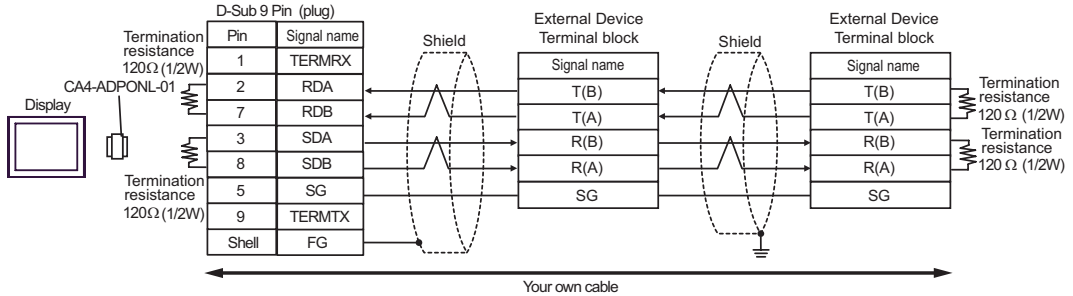 D-Sub 9 Pin (plug)
Pin Signal name
1 TERMRX
2 RDA
7 RDB
3 SDA
8 SDB
5 SG
9 TERMTX
Shell FG
Termination
resistance
120Ω (1/2W)
CA4-ADPONL-01
Display
Termination
resistance
120Ω (1/2W)
Shield
External Device
Terminal block
Signal name
T(B)
T(A)
R(B)
R(A)
SG
Shield
External Device
Terminal block
Signal name
T(B)
T(A)
R(B)
R(A)
SG
Termination
resistance
120 Ω (1/2W)
Termination
resistance
120 Ω (1/2W)
Your own cable